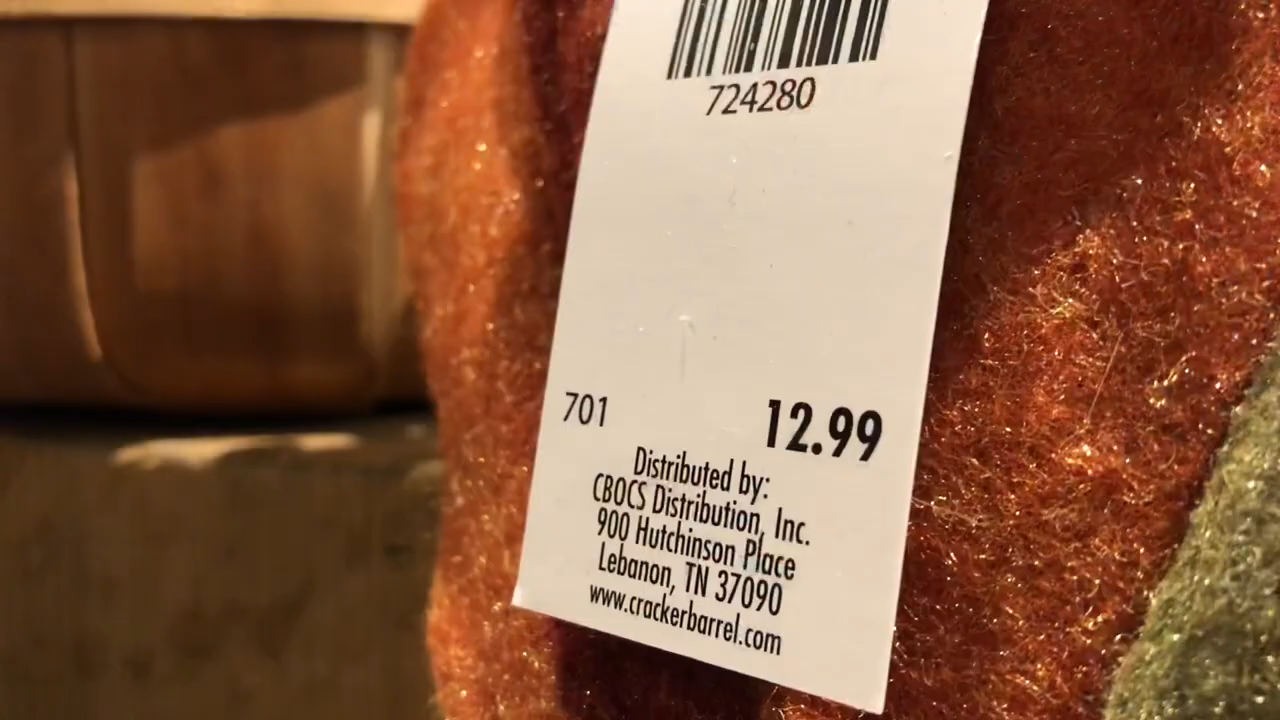 724280
701 12.99
Distributed by:
CBOCS Distribution, Inc.
900 Hutchinson Place
Lebanon, TN 37090
www.crackerbarrel.com